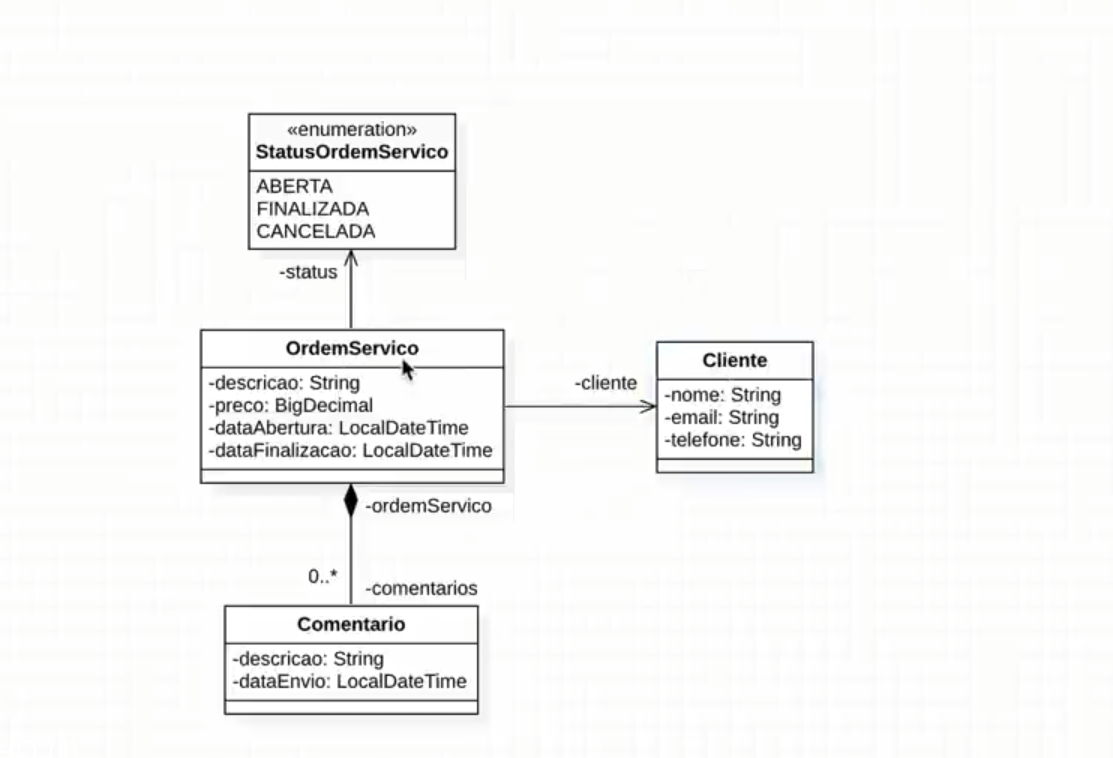 «enumeration»
StatusOrdemServico
ABERTA
FINALIZADA
CANCELADA
-status
OrdemServico
-descricao: String
-preco: BigDecimal
-dataAbertura: LocalDateTime
-dataFinalizacao: LocalDateTime
-cliente
Cliente
-nome: String
-email: String
-telefone: String
-ordemServico
0..*
-comentarios
Comentario
-descricao: String
-dataEnvio: LocalDateTime